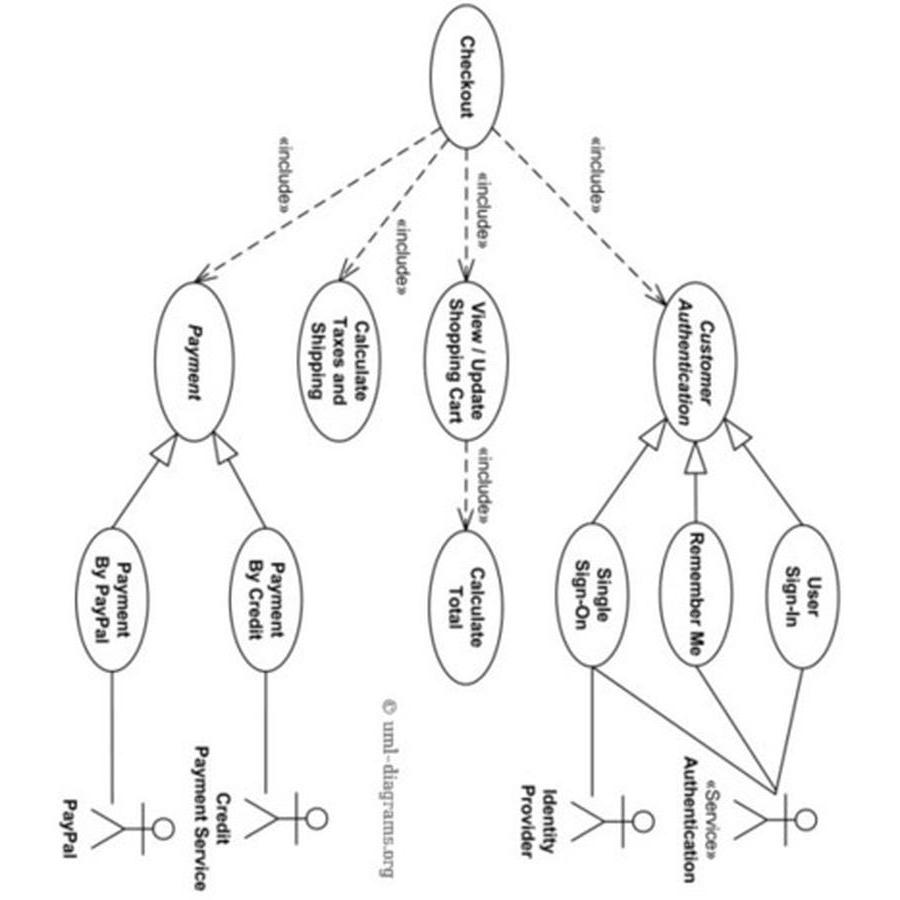 Checkout
«include»
«include»
«include»
«include»
Customer
Authentication
View / Update
Shopping Cart
Calculate
Taxes and
Shipping
Payment
«include»
User
Sign-In
Remember Me
Single
Sign-On
Calculate
Total
Payment
By Credit
Payment
By PayPal
«Service»
Authentication
Identity
Provider
Credit
Payment Service
PayPal
© uml-diagrams.org